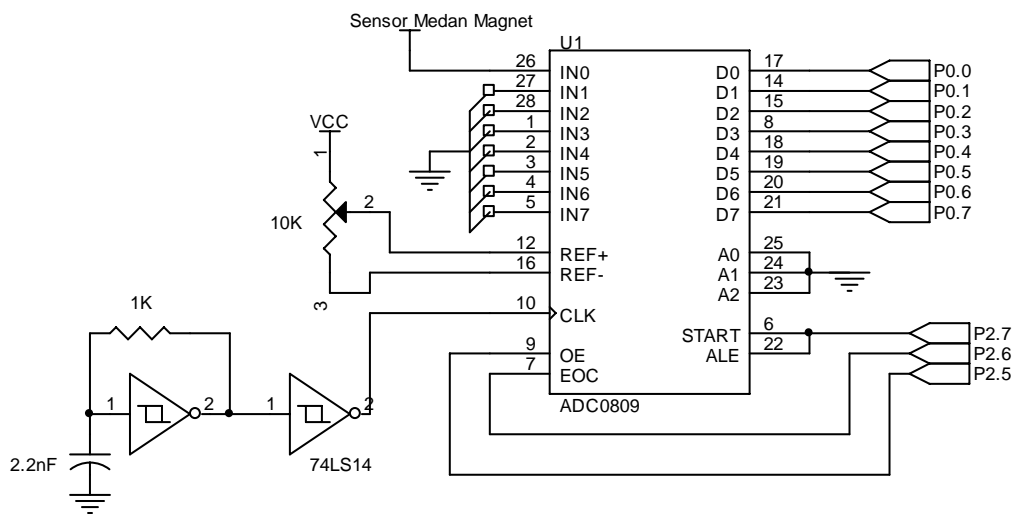 Sensor Medan Magnet
U1
26 IN0 D0 17 P0.0
27 IN1 D1 14 P0.1
28 IN2 D2 15 P0.2
1 IN3 D3 8 P0.3
2 IN4 D4 18 P0.4
3 IN5 D5 19 P0.5
4 IN6 D6 20 P0.6
5 IN7 D7 21 P0.7
VCC
1
2
10K
3
12 REF+ A0 25
16 REF- A1 24
A2 23
10 CLK
START 6 P2.7
9 OE ALE 22 P2.6
7 EOC P2.5
ADC0809
1K
1 2 1 2
2.2nF
74LS14